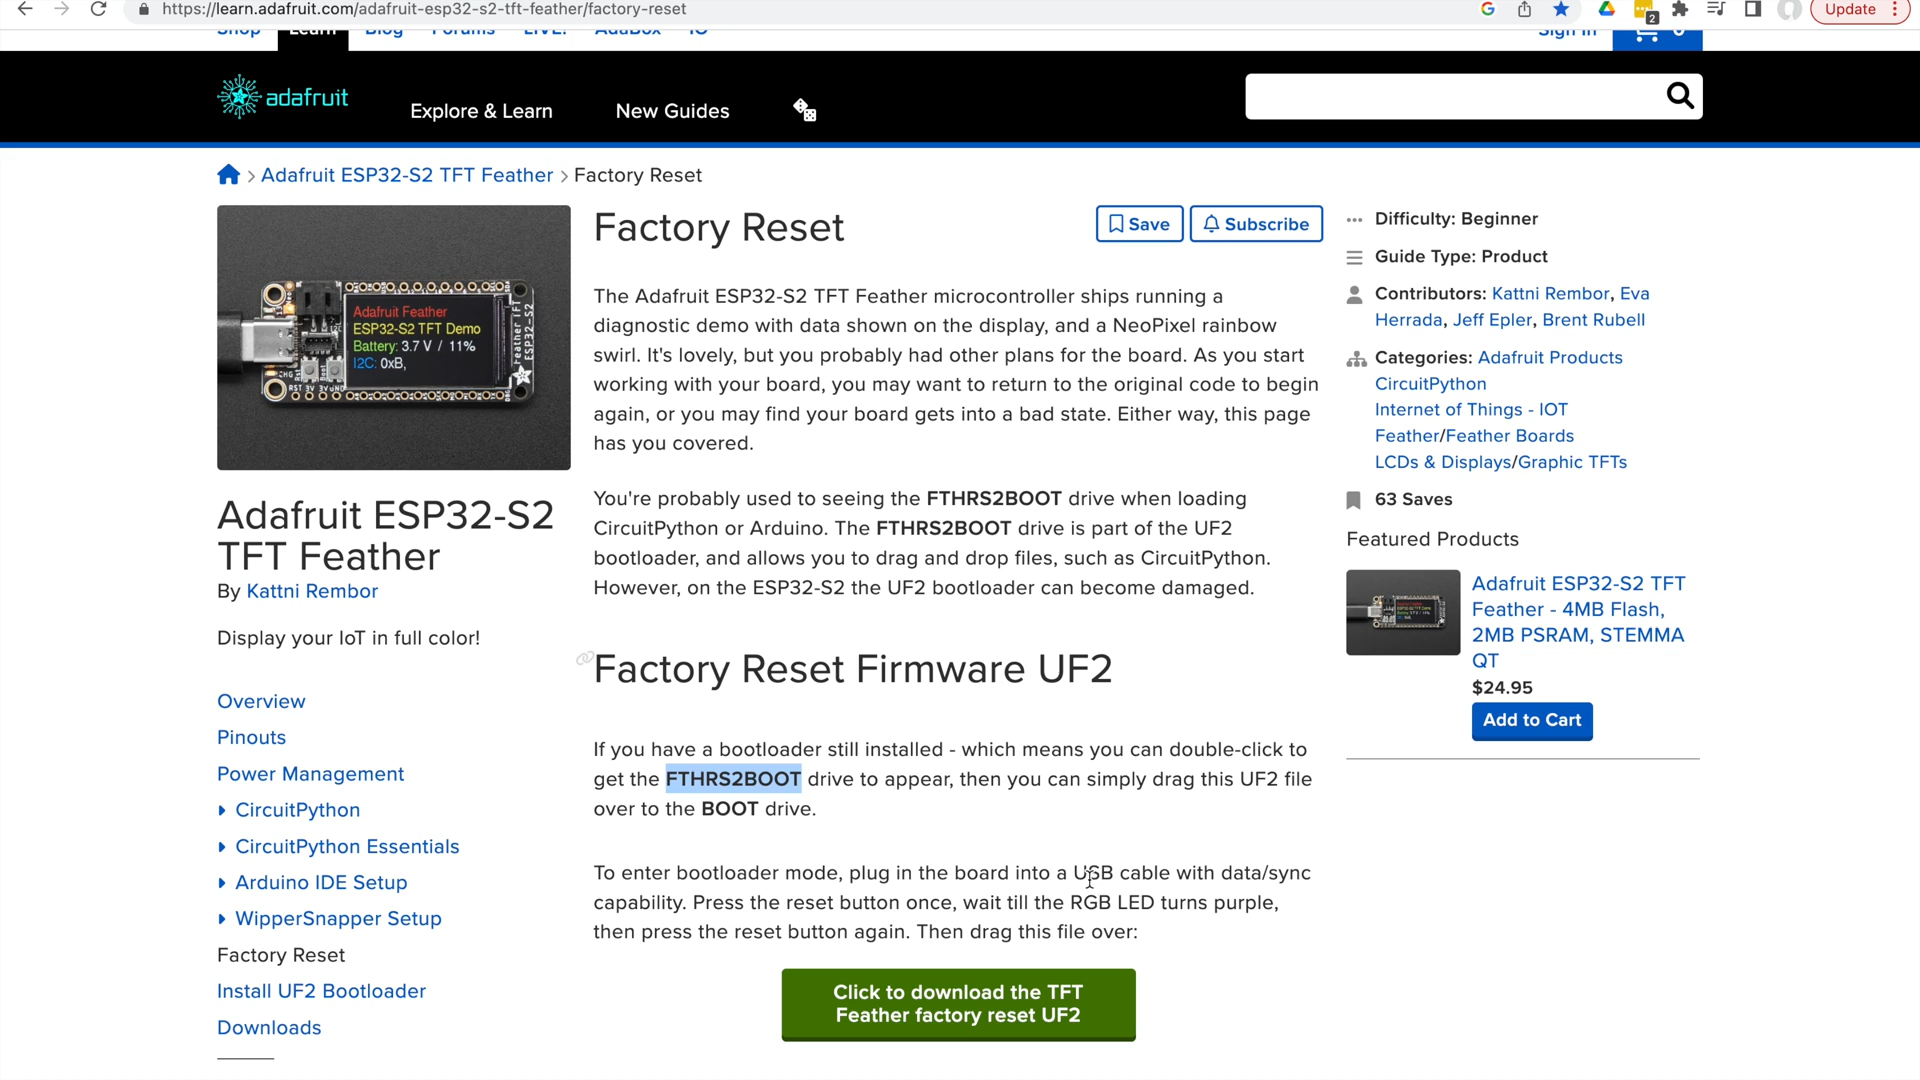 https://learn.adafruit.com/adafruit-esp32-s2-tft-feather/factory-reset
2
Update
Shop Learn Blog Forums LIVE! AdaBox IO
Sign In
0
adafruit
Explore & Learn
New Guides
Adafruit ESP32-S2 TFT Feather > Factory Reset
Adafruit Feather
ESP32-S2 TFT Demo
Battery: 3.7 V / 11%
I2C: 0xB,
CHG
RST 3V
ESP32-S2
Adafruit ESP32-S2
TFT Feather
By Kattni Rembor
Display your IoT in full color!
Overview
Pinouts
Power Management
CircuitPython
CircuitPython Essentials
Arduino IDE Setup
WipperSnapper Setup
Factory Reset
Install UF2 Bootloader
Downloads
Factory Reset
Save
Subscribe
The Adafruit ESP32-S2 TFT Feather microcontroller ships running a
diagnostic demo with data shown on the display, and a NeoPixel rainbow
swirl. It's lovely, but you probably had other plans for the board. As you start
working with your board, you may want to return to the original code to begin
again, or you may find your board gets into a bad state. Either way, this page
has you covered.
You're probably used to seeing the FTHRS2BOOT drive when loading
CircuitPython or Arduino. The FTHRS2BOOT drive is part of the UF2
bootloader, and allows you to drag and drop files, such as CircuitPython.
However, on the ESP32-S2 the UF2 bootloader can become damaged.
Factory Reset Firmware UF2
If you have a bootloader still installed - which means you can double-click to
get the FTHRS2BOOT drive to appear, then you can simply drag this UF2 file
over to the BOOT drive.
To enter bootloader mode, plug in the board into a USB cable with data/sync
capability. Press the reset button once, wait till the RGB LED turns purple,
then press the reset button again. Then drag this file over:
Click to download the TFT
Feather factory reset UF2
Difficulty: Beginner
Guide Type: Product
Contributors: Kattni Rembor, Eva
Herrada, Jeff Epler, Brent Rubell
Categories: Adafruit Products
CircuitPython
Internet of Things - IOT
Feather/Feather Boards
LCDs & Displays/Graphic TFTs
63 Saves
Featured Products
Adafruit ESP32-S2 TFT
Feather - 4MB Flash,
2MB PSRAM, STEMMA
QT
$24.95
Add to Cart